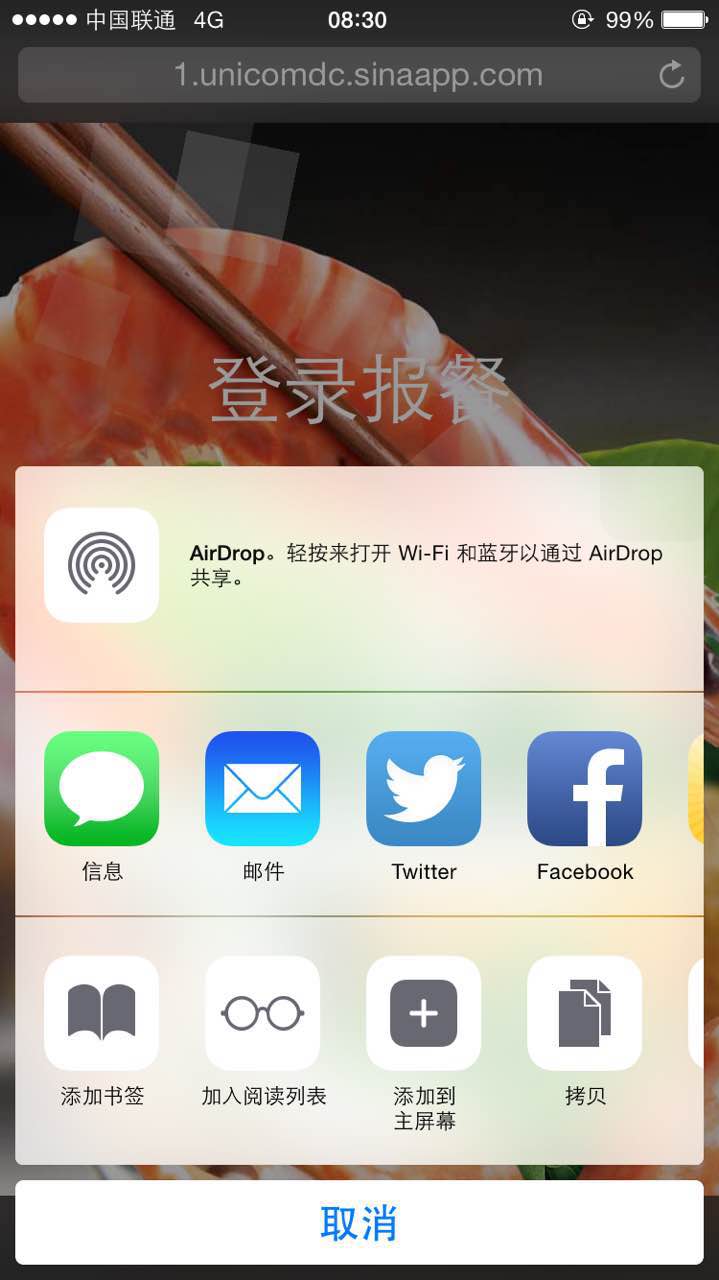 中国联通 4G 08:30 99%
1.unicomdc.sinaapp.com
登录报餐
AirDrop。轻按来打开 Wi-Fi 和蓝牙以通过 AirDrop
共享。
信息 邮件 Twitter Facebook
添加书签 加入阅读列表 添加到 拷贝
主屏幕
取消